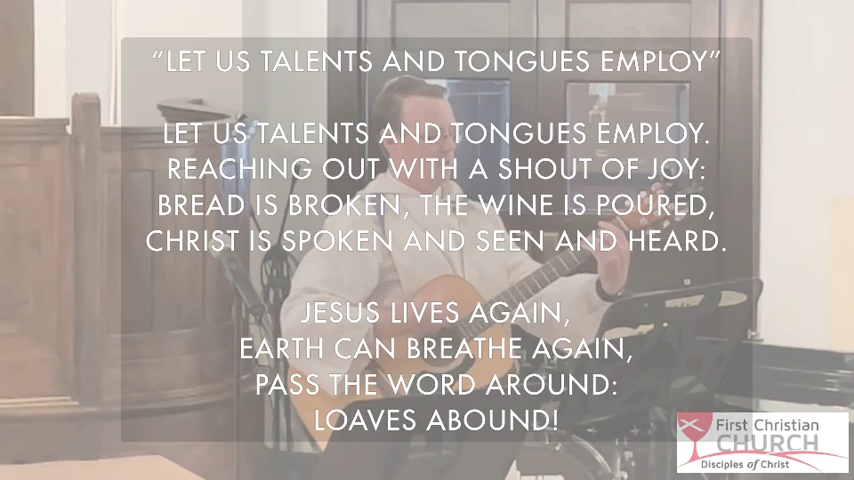 “LET US TALENTS AND TONGUES EMPLOY”
LET US TALENTS AND TONGUES EMPLOY.
REACHING OUT WITH A SHOUT OF JOY:
BREAD IS BROKEN, THE WINE IS POURED,
CHRIST IS SPOKEN AND SEEN AND HEARD.
JESUS LIVES AGAIN,
EARTH CAN BREATHE AGAIN,
PASS THE WORD AROUND:
LOAVES ABOUND!
First Christian
CHURCH
Disciples of Christ